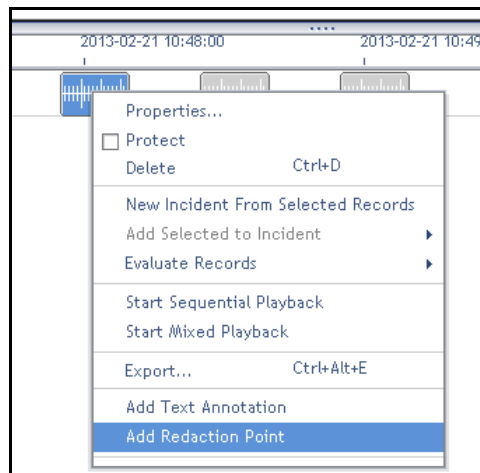 2013-02-21 10:48:00 2013-02-21 10:49
Properties...
Protect
Delete Ctrl+D
New Incident From Selected Records
Add Selected to Incident
Evaluate Records
Start Sequential Playback
Start Mixed Playback
Export... Ctrl+Alt+E
Add Text Annotation
Add Redaction Point